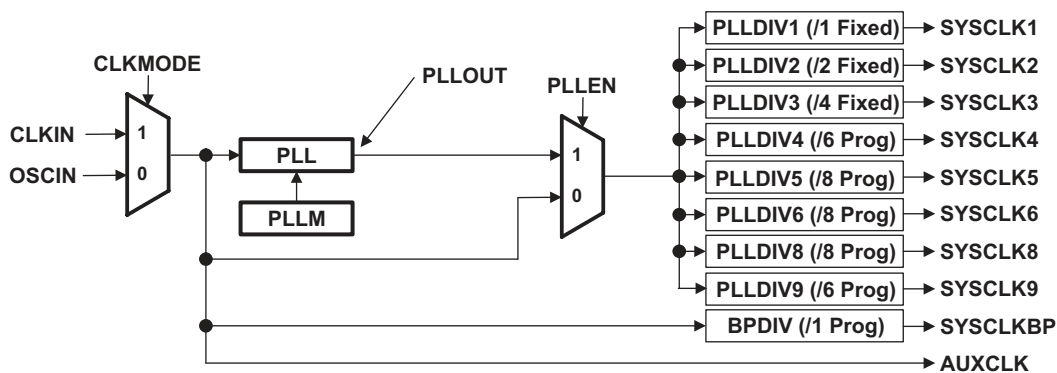 CLKMODE
CLKIN
OSCIN
1
0
PLL
PLLM
PLLOUT
PLLEN
1
0
PLLDIV1 (/1 Fixed) SYSCLK1
PLLDIV2 (/2 Fixed) SYSCLK2
PLLDIV3 (/4 Fixed) SYSCLK3
PLLDIV4 (/6 Prog) SYSCLK4
PLLDIV5 (/8 Prog) SYSCLK5
PLLDIV6 (/8 Prog) SYSCLK6
PLLDIV8 (/8 Prog) SYSCLK8
PLLDIV9 (/6 Prog) SYSCLK9
BPDIV (/1 Prog) SYSCLKBP
AUXCLK